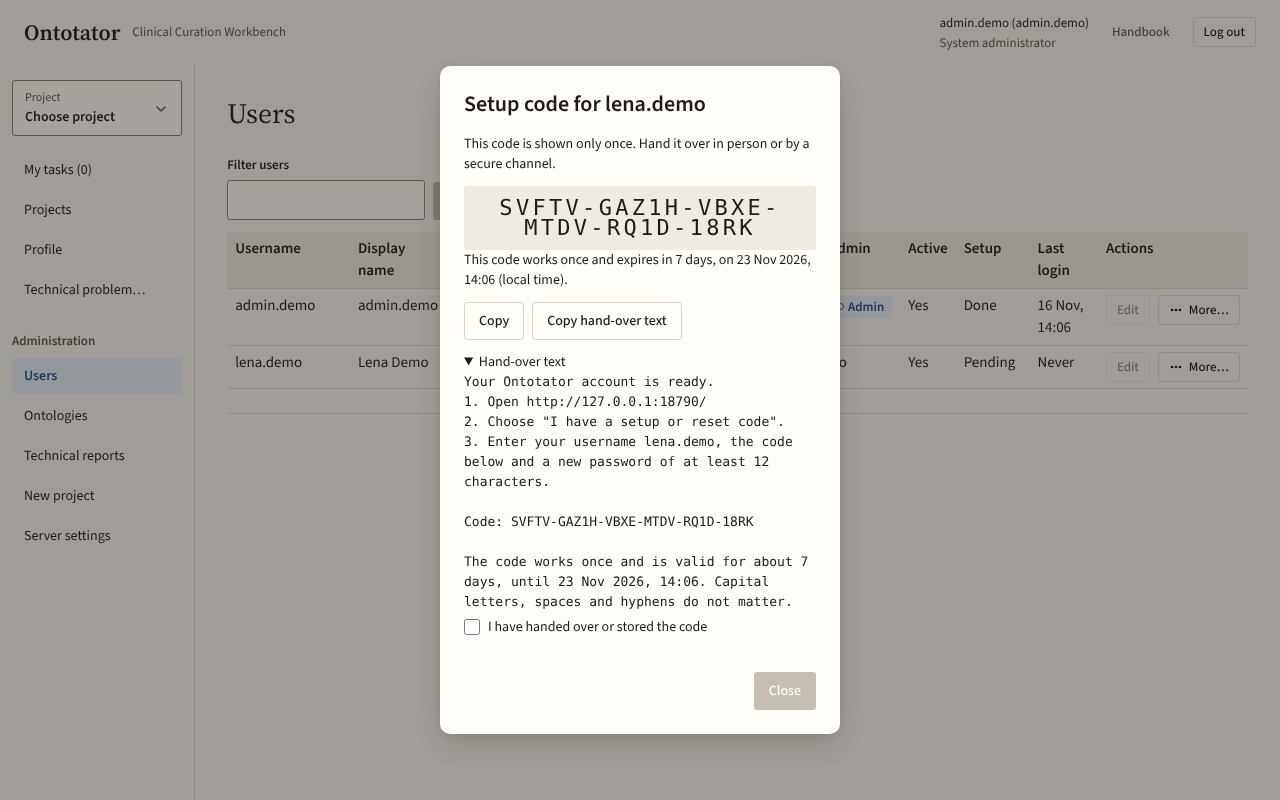 Ontotator
Clinical Curation Workbench
admin.demo (admin.demo)
System administrator
Handbook
Log out
Project
Choose project
My tasks (0)
Projects
Profile
Technical problem…
Administration
Users
Ontologies
Technical reports
New project
Server settings
Users
Filter users
Username
Display name
Active
Setup
Last login
Actions
admin.demo
admin.demo
Admin
Yes
Done
16 Nov, 14:06
Edit
More…
lena.demo
Lena Demo
Yes
Pending
Never
Edit
More…
Setup code for lena.demo
This code is shown only once. Hand it over in person or by a
secure channel.
SVFTV-GAZ1H-VBXE-
MTDV-RQ1D-18RK
This code works once and expires in 7 days, on 23 Nov 2026,
14:06 (local time).
Copy
Copy hand-over text
Hand-over text
Your Ontotator account is ready.
1. Open http://127.0.0.1:18790/
2. Choose "I have a setup or reset code".
3. Enter your username lena.demo, the code
below and a new password of at least 12
characters.
Code: SVFTV-GAZ1H-VBXE-MTDV-RQ1D-18RK
The code works once and is valid for about 7
days, until 23 Nov 2026, 14:06. Capital
letters, spaces and hyphens do not matter.
I have handed over or stored the code
Close